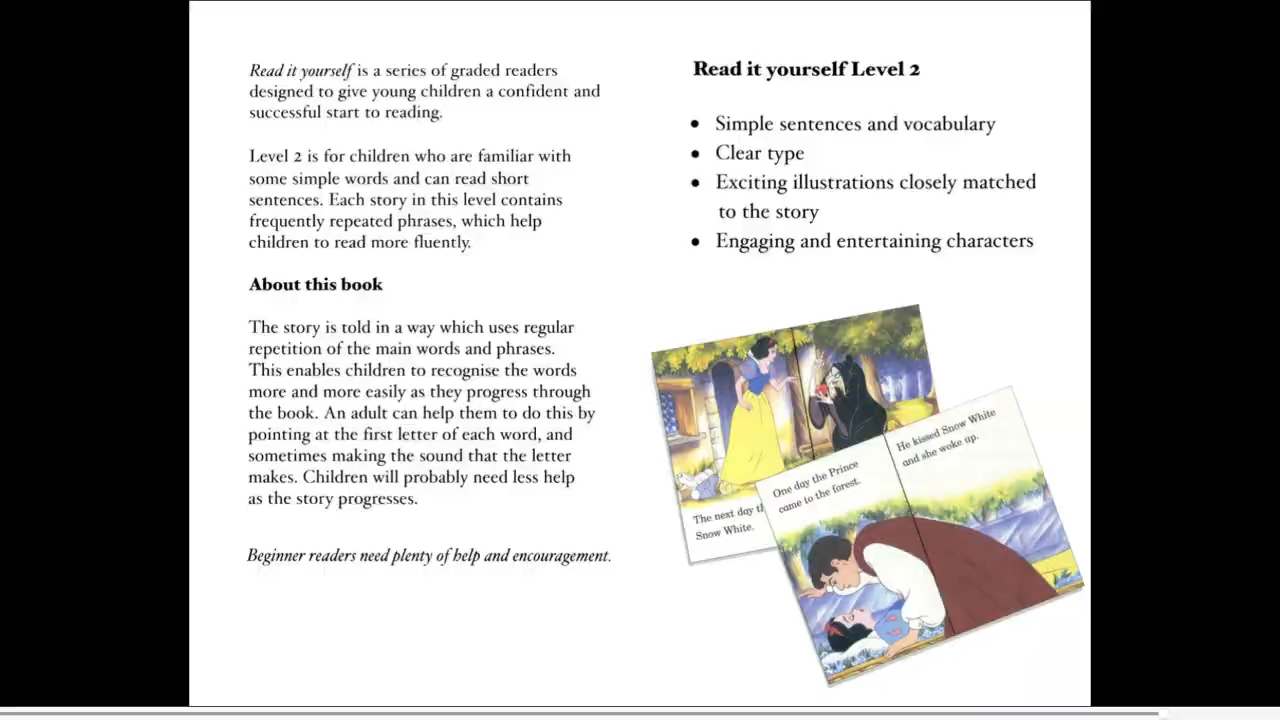 Read it yourself is a series of graded readers
designed to give young children a confident and
successful start to reading.
Level 2 is for children who are familiar with
some simple words and can read short
sentences. Each story in this level contains
frequently repeated phrases, which help
children to read more fluently.
About this book
The story is told in a way which uses regular
repetition of the main words and phrases.
This enables children to recognise the words
more and more easily as they progress through
the book. An adult can help them to do this by
pointing at the first letter of each word, and
sometimes making the sound that the letter
makes. Children will probably need less help
as the story progresses.
Beginner readers need plenty of help and encouragement.
Read it yourself Level 2
• Simple sentences and vocabulary
• Clear type
• Exciting illustrations closely matched
to the story
• Engaging and entertaining characters
The next day
Snow White.
One day the Prince
came to the forest.
He kissed Snow White
and she woke up.